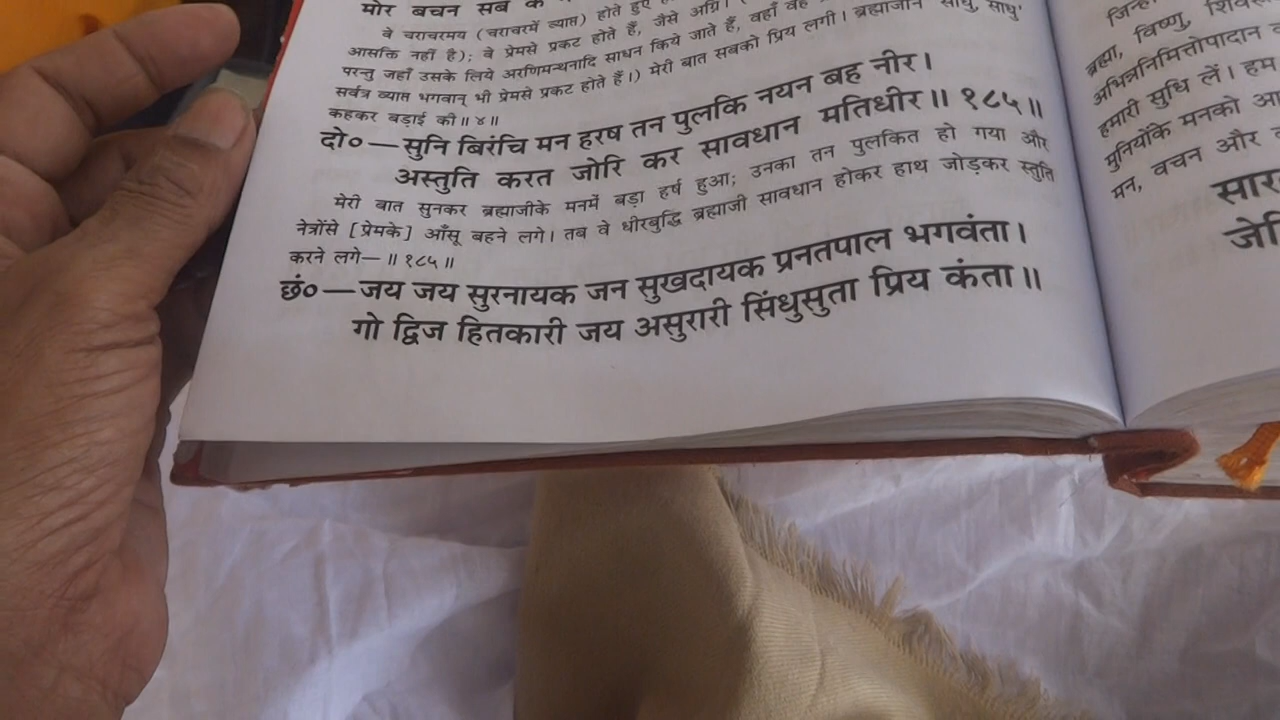 मोर बचन सब के
वे चराचरमय (चराचरमें व्याप्त) होते हुए
आसक्ति नहीं है); वे प्रेमसे प्रकट होते हैं, जैसे अग्नि।
परन्तु जहाँ उसके लिये अरणिमन्थनादि साधन किये जाते हैं, वहाँ वह
सर्वत्र व्याप्त भगवान् भी प्रेमसे प्रकट होते हैं।) मेरी बात सबको प्रिय लगी। ब्रह्माजीने 'साधु, साधु'
कहकर बड़ाई की॥ ४॥
दो०—सुनि बिरंचि मन हरष तन पुलकि नयन बह नीर।
अस्तुति करत जोरि कर सावधान मतिधीर॥ १८५॥
मेरी बात सुनकर ब्रह्माजीके मनमें बड़ा हर्ष हुआ; उनका तन पुलकित हो गया और
नेत्रोंसे [प्रेमके] आँसू बहने लगे। तब वे धीरबुद्धि ब्रह्माजी सावधान होकर हाथ जोड़कर स्तुति
करने लगे—॥ १८५॥
छं०—जय जय सुरनायक जन सुखदायक प्रनतपाल भगवंता।
गो द्विज हितकारी जय असुरारी सिंधुसुता प्रिय कंता॥
ब्रह्मा, विष्णु,
अभिन्ननिमित्तोपादान
हमारी सुधि लें। हम
मुनियोंके मनको
मन, वचन और